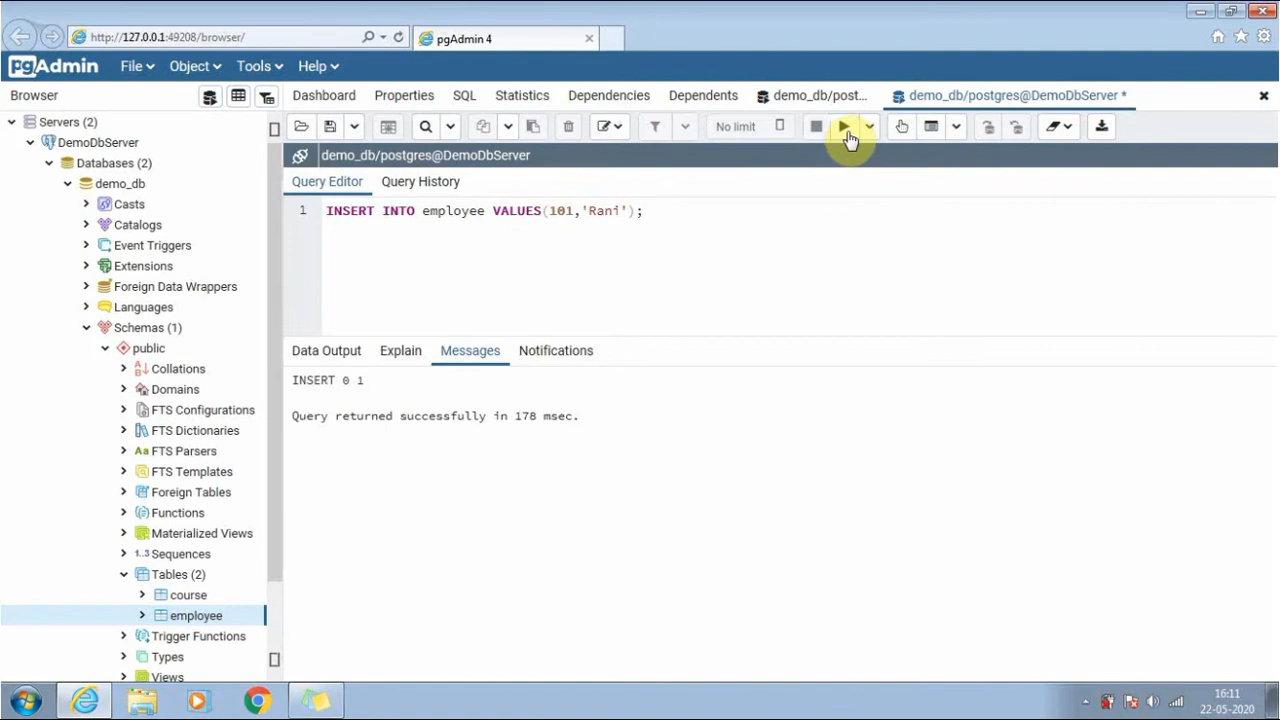 http://127.0.0.1:49208/browser/
pgAdmin 4
pgAdmin File Object Tools Help
Browser
Dashboard Properties SQL Statistics Dependencies Dependents demo_db/post... demo_db/postgres@DemoDbServer *
No limit
demo_db/postgres@DemoDbServer
Query Editor Query History
1 INSERT INTO employee VALUES(101,'Rani');
Data Output Explain Messages Notifications
INSERT 0 1
Query returned successfully in 178 msec.
Servers (2)
DemoDbServer
Databases (2)
demo_db
Casts
Catalogs
Event Triggers
Extensions
Foreign Data Wrappers
Languages
Schemas (1)
public
Collations
Domains
FTS Configurations
FTS Dictionaries
Aa FTS Parsers
FTS Templates
Foreign Tables
Functions
Materialized Views
1..3 Sequences
Tables (2)
course
employee
Trigger Functions
Types
Views
16:11
22-05-2020